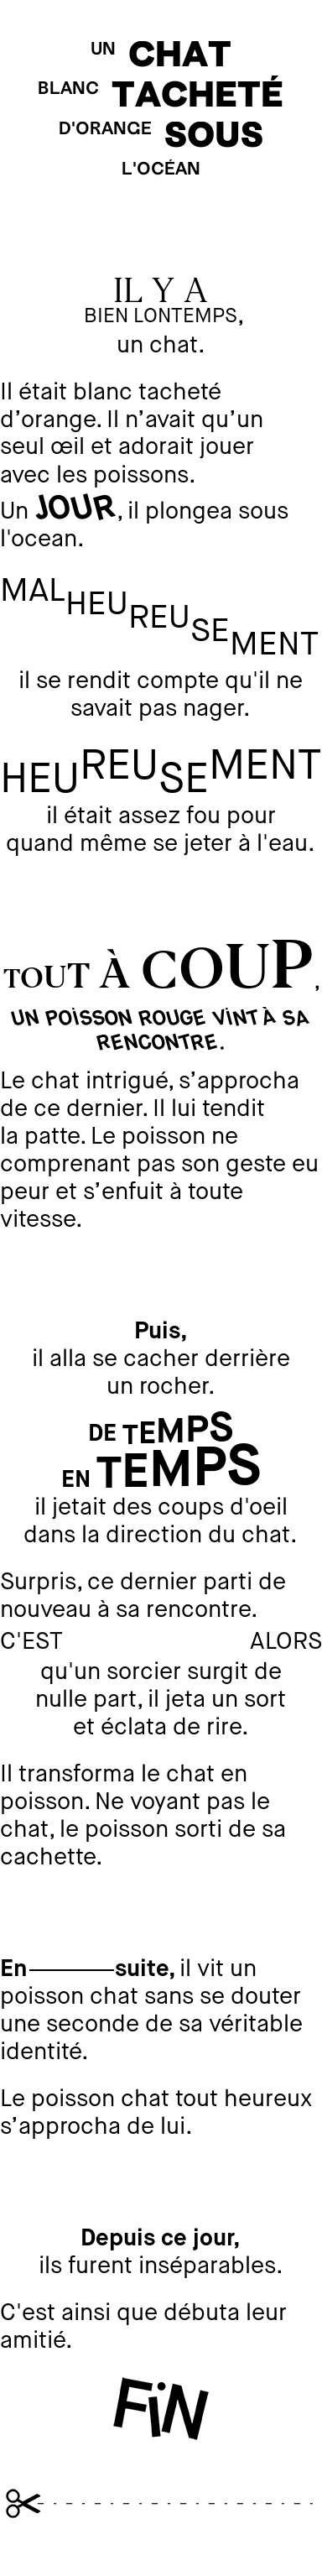 UN CHAT
BLANC TACHETÉ
D'ORANGE SOUS
L'OCÉAN
IL Y A
BIEN LONTEMPS,
un chat.
Il était blanc tacheté
d’orange. Il n’avait qu’un
seul œil et adorait jouer
avec les poissons.
Un JOUR, il plongea sous
l'ocean.
MALHEUREUSEMENT
il se rendit compte qu'il ne
savait pas nager.
HEUREUSEMENT
il était assez fou pour
quand même se jeter à l'eau.
TOUT À COUP,
UN POISSON ROUGE VINT À SA
RENCONTRE.
Le chat intrigué, s’approcha
de ce dernier. Il lui tendit
la patte. Le poisson ne
comprenant pas son geste eu
peur et s’enfuit à toute
vitesse.
Puis,
il alla se cacher derrière
un rocher.
DE TEMPS
EN TEMPS
il jetait des coups d'oeil
dans la direction du chat.
Surpris, ce dernier parti de
nouveau à sa rencontre.
C'EST ALORS
qu'un sorcier surgit de
nulle part, il jeta un sort
et éclata de rire.
Il transforma le chat en
poisson. Ne voyant pas le
chat, le poisson sorti de sa
cachette.
En————suite, il vit un
poisson chat sans se douter
une seconde de sa véritable
identité.
Le poisson chat tout heureux
s’approcha de lui.
Depuis ce jour,
ils furent inséparables.
C'est ainsi que débuta leur
amitié.
FiN